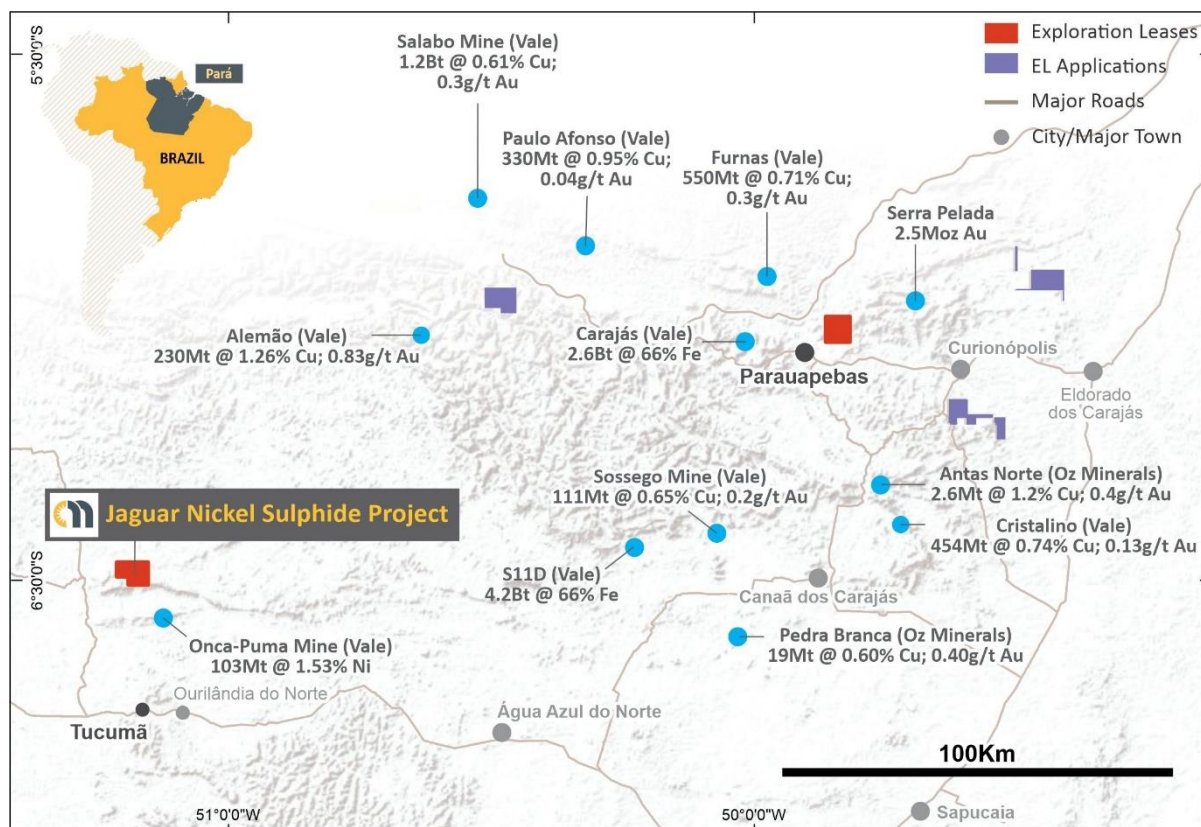 5°30'0"S
Pará
BRAZIL
Salabo Mine (Vale)
1.2Bt @ 0.61% Cu;
0.3g/t Au
Paulo Afonso (Vale)
330Mt @ 0.95% Cu;
0.04g/t Au
Furnas (Vale)
550Mt @ 0.71% Cu;
0.3g/t Au
Exploration Leases
EL Applications
Major Roads
City/Major Town
Serra Pelada
2.5Moz Au
Alemão (Vale)
230Mt @ 1.26% Cu; 0.83g/t Au
Carajás (Vale)
2.6Bt @ 66% Fe
Parauapebas
Curionópolis
Eldorado
dos Carajás
Sossego Mine (Vale)
111Mt @ 0.65% Cu; 0.2g/t Au
Antas Norte (Oz Minerals)
2.6Mt @ 1.2% Cu; 0.4g/t Au
Jaguar Nickel Sulphide Project
Cristalino (Vale)
454Mt @ 0.74% Cu; 0.13g/t Au
6°30'0"S
S11D (Vale)
4.2Bt @ 66% Fe
Canaã dos Carajás
Onca-Puma Mine (Vale)
103Mt @ 1.53% Ni
Pedra Branca (Oz Minerals)
19Mt @ 0.60% Cu; 0.40g/t Au
Ourilândia do Norte
Tucumã
Água Azul do Norte
100Km
51°0'0"W
50°0'0"W
Sapucaia